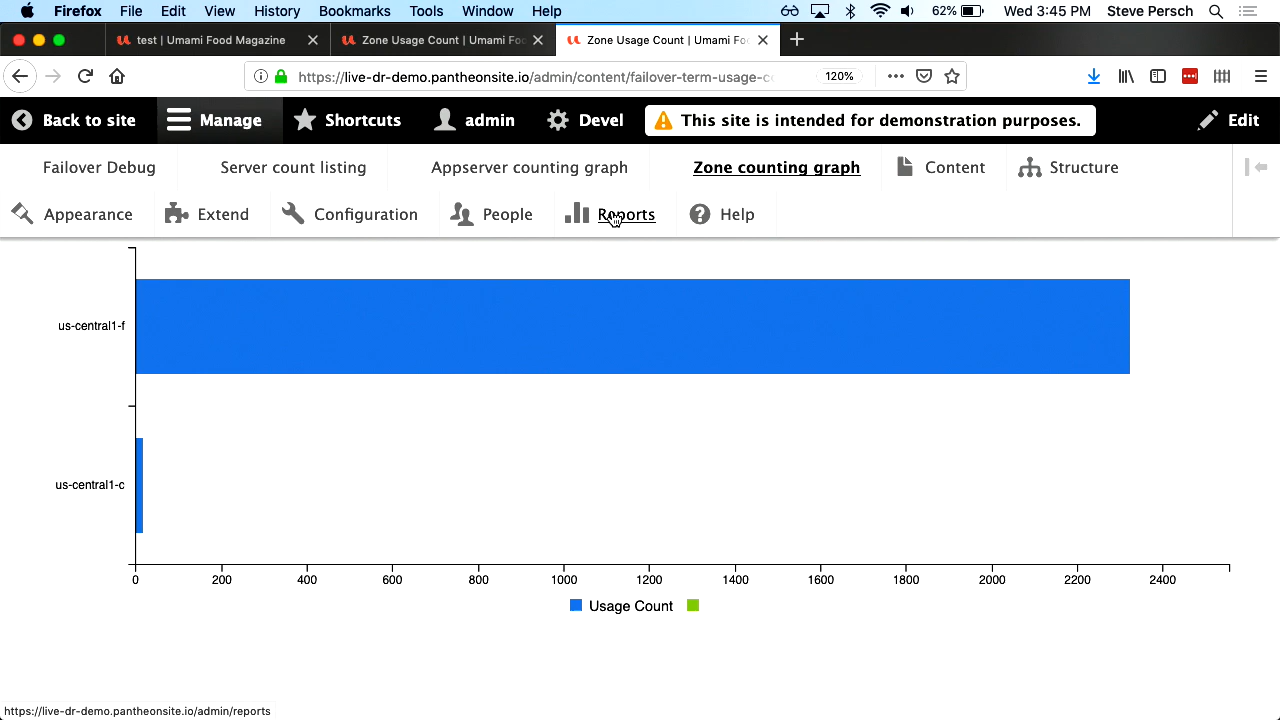 Firefox File Edit View History Bookmarks Tools Window Help 62% Wed 3:45 PM Steve Persch
test | Umami Food Magazine Zone Usage Count | Umami Foo Zone Usage Count | Umami Foo
https://live-dr-demo.pantheonsite.io/admin/content/failover-term-usage-c 120%
Back to site Manage Shortcuts admin Devel This site is intended for demonstration purposes. Edit
Failover Debug Server count listing Appserver counting graph Zone counting graph Content Structure
Appearance Extend Configuration People Reports Help
us-central1-f
us-central1-c
0 200 400 600 800 1000 1200 1400 1600 1800 2000 2200 2400
Usage Count
https://live-dr-demo.pantheonsite.io/admin/reports